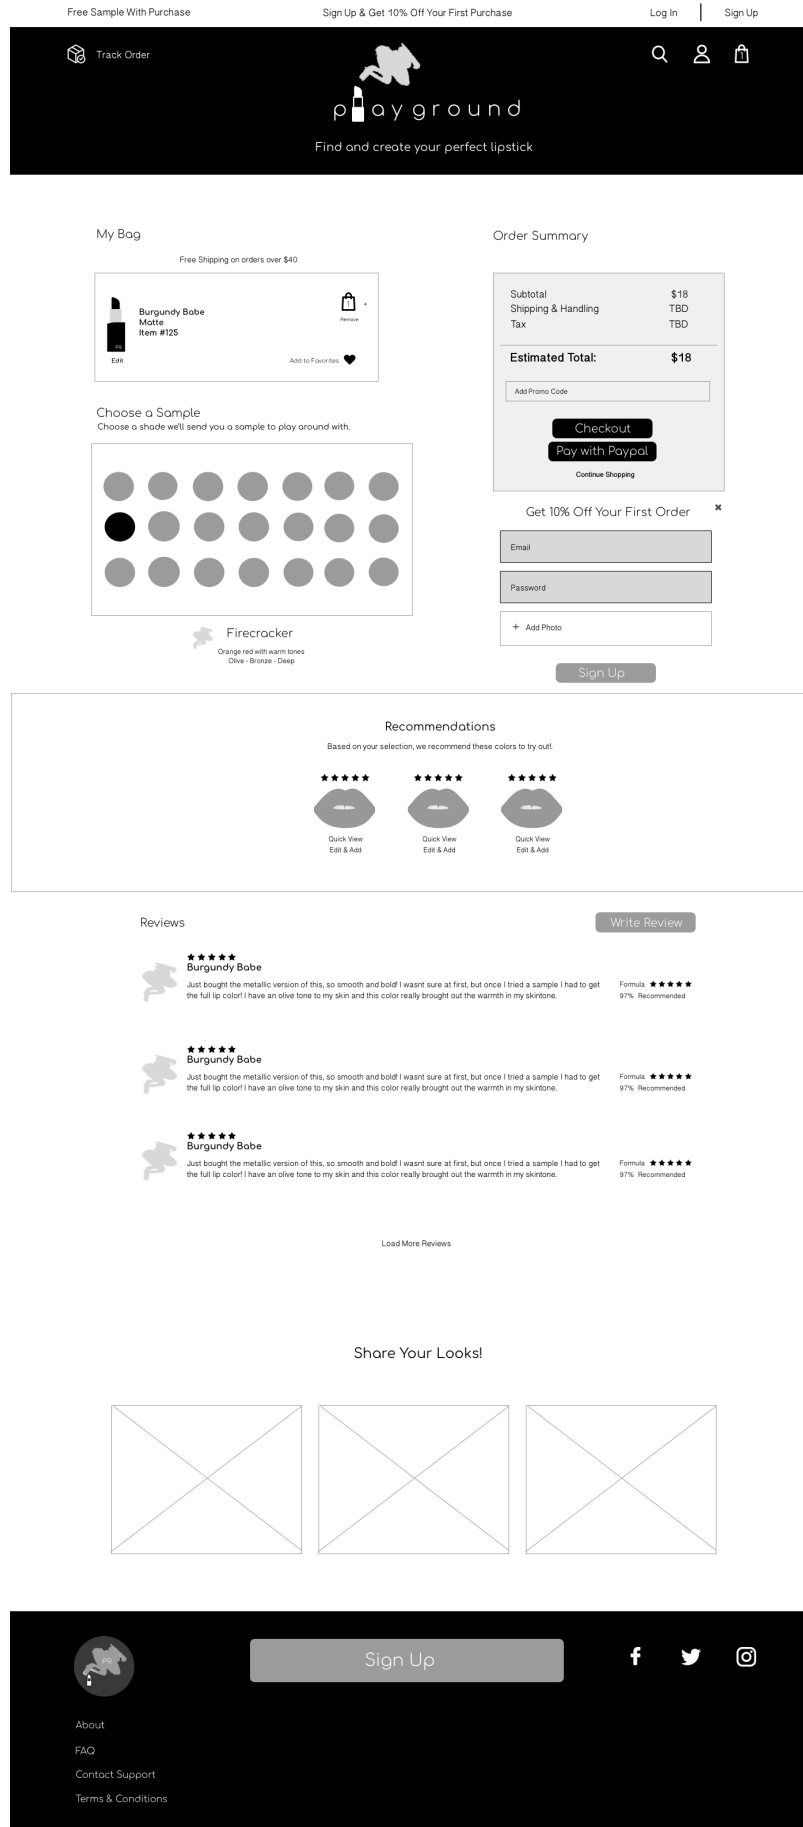 Free Sample With Purchase
Sign Up & Get 10% Off Your First Purchase
Log In
Sign Up
Track Order
1
playground
Find and create your perfect lipstick
My Bag
Free Shipping on orders over $40
Burgundy Babe
Matte
Item #125
1 +
Remove
pg
Edit
Add to Favorites
Choose a Sample
Choose a shade we'll send you a sample to play around with.
Firecracker
Orange red with warm tones
Olive - Bronze - Deep
Order Summary
Subtotal $18
Shipping & Handling TBD
Tax TBD
Estimated Total: $18
Add Promo Code
Checkout
Pay with Paypal
Continue Shopping
Get 10% Off Your First Order
Email
Password
+ Add Photo
Sign Up
Recommendations
Based on your selection, we recommend these colors to try out!.
Quick View Quick View Quick View
Edit & Add Edit & Add Edit & Add
Reviews
Write Review
Burgundy Babe
Just bought the metallic version of this, so smooth and bold! I wasnt sure at first, but once I tried a sample I had to get
the full lip color! I have an olive tone to my skin and this color really brought out the warmth in my skintone.
Formula
97% Recommended
Burgundy Babe
Just bought the metallic version of this, so smooth and bold! I wasnt sure at first, but once I tried a sample I had to get
the full lip color! I have an olive tone to my skin and this color really brought out the warmth in my skintone.
Formula
97% Recommended
Burgundy Babe
Just bought the metallic version of this, so smooth and bold! I wasnt sure at first, but once I tried a sample I had to get
the full lip color! I have an olive tone to my skin and this color really brought out the warmth in my skintone.
Formula
97% Recommended
Load More Reviews
Share Your Looks!
pg
Sign Up
About
FAQ
Contact Support
Terms & Conditions